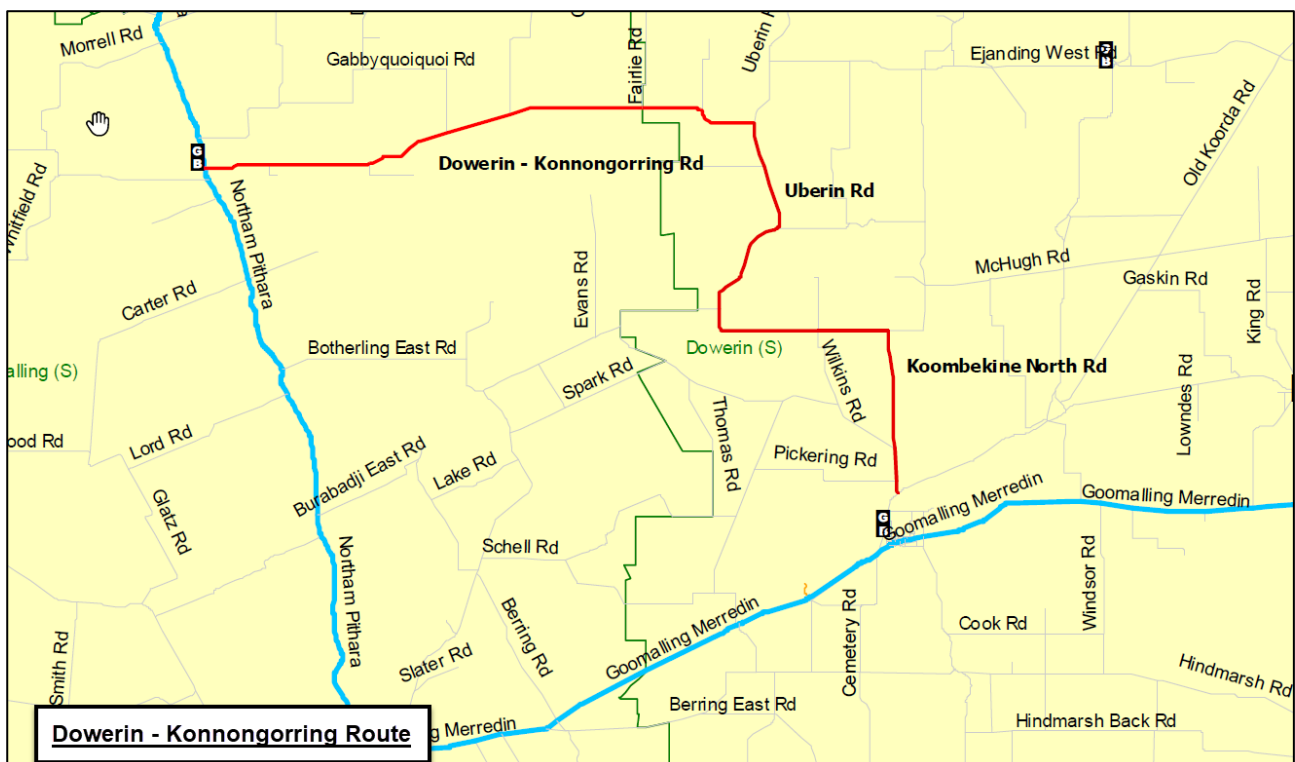 Morrell Rd
Gabbyquoiquoi Rd
Fairlie Rd
Uberin
Ejanding West Rd
Old Koorda Rd
G
B
Whitfield Rd
Dowerin - Konnongorring Rd
Uberin Rd
Northam Pithara
McHugh Rd
Gaskin Rd
King Rd
Carter Rd
Evans Rd
Botherling East Rd
Dowerin (S)
Wilkins Rd
Koombekine North Rd
alling (S)
Spark Rd
Thomas Rd
Lowndes Rd
ood Rd
Lord Rd
Burabadji East Rd
Lake Rd
Pickering Rd
Glatz Rd
Goomalling Merredin
Goomalling Merredin
G
Schell Rd
Northam Pithara
Berring Rd
Windsor Rd
Cook Rd
Cemetery Rd
Goomalling Merredin
Smith Rd
Slater Rd
Hindmarsh Rd
Berring East Rd
Hindmarsh Back Rd
g Merredin
Dowerin - Konnongorring Route